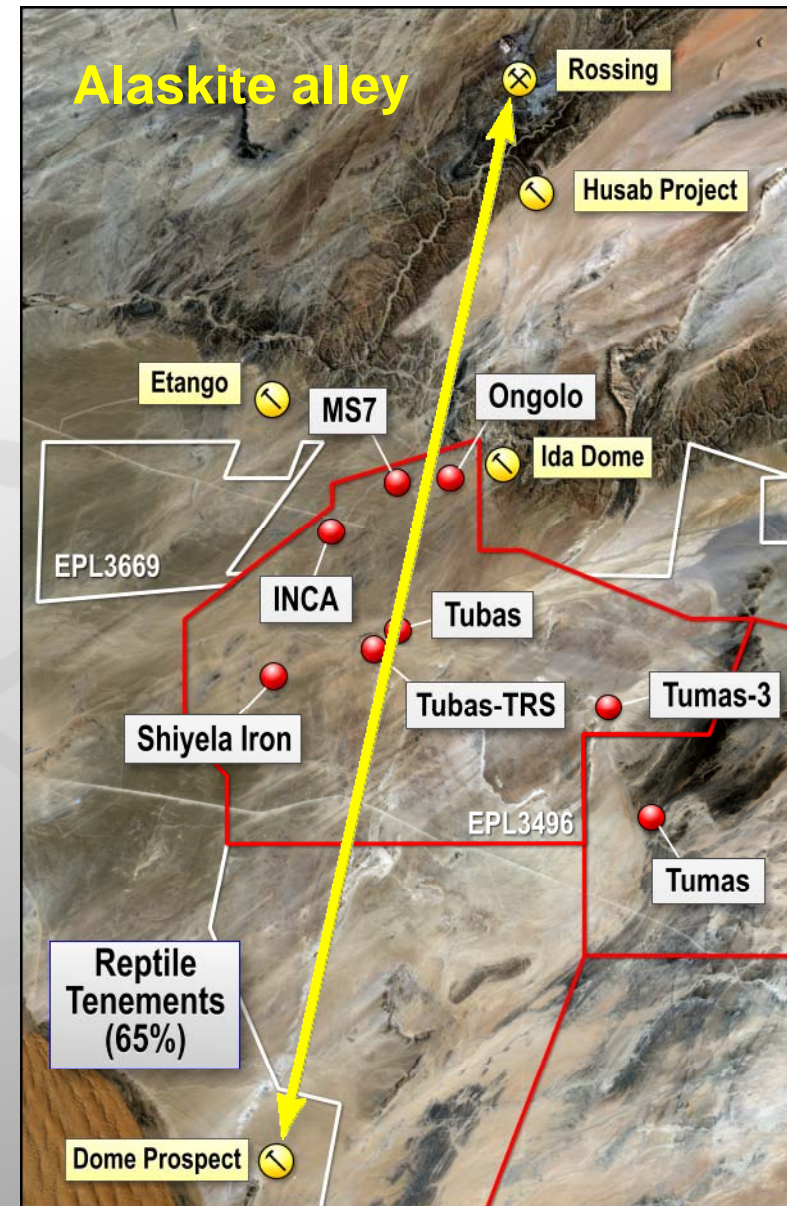 Alaskite alley
Rossing
Husab Project
Etango
MS7
Ongolo
Ida Dome
EPL3669
INCA
Tubas
Tubas-TRS
Tumas-3
Shiyela Iron
EPL3496
Tumas
Reptile
Tenements
(65%)
Dome Prospect